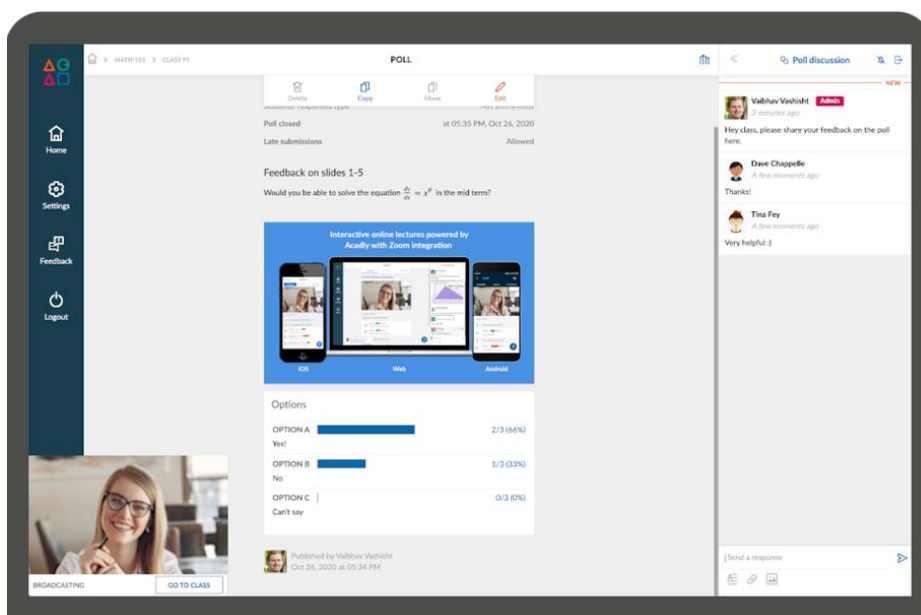 MATH-101 > CLASS 95
POLL
Poll discussion
Home
Settings
Feedback
Logout
Delete
Copy
Move
Edit
Poll closed
at 05:35 PM, Oct 26, 2020
Late submissions
Allowed
Feedback on slides 1-5
Would you be able to solve the equation in the mid term?
Interactive online lectures powered by
Acadly with Zoom integration
iOS
Web
Android
Options
OPTION A
2/3 (66%)
Yes!
OPTION B
1/3 (33%)
No
OPTION C
0/3 (0%)
Can't say
Published by Vaibhav Vashisht
Oct 26, 2020 at 05:34 PM
BROADCASTING
GO TO CLASS
NEW
Vaibhav Vashisht Admin
3 minutes ago
Hey class, please share your feedback on the poll
here.
Dave Chappelle
A few moments ago
Thanks!
Tina Fey
A few moments ago
Very helpful :)
Send a response